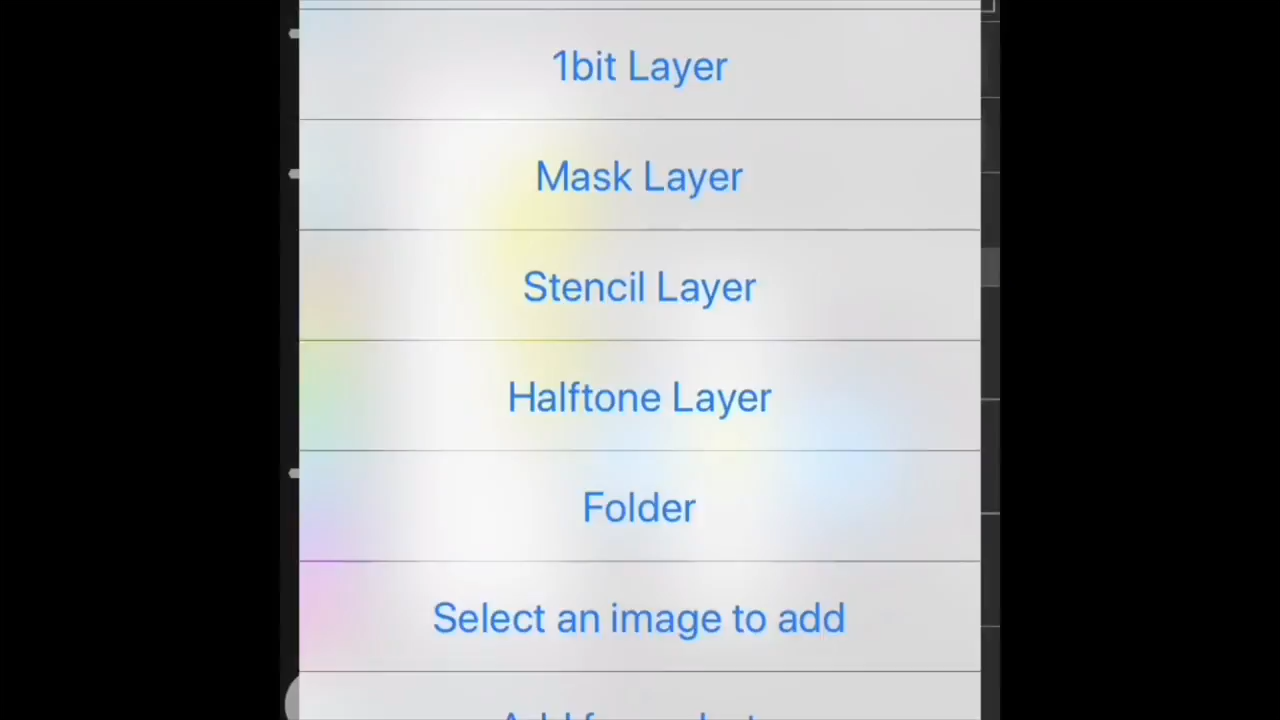 1bit Layer
Mask Layer
Stencil Layer
Halftone Layer
Folder
Select an image to add